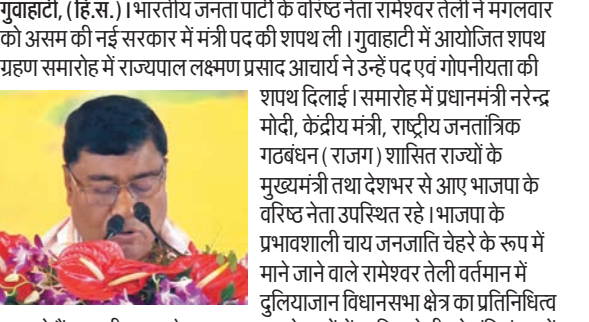 गुवाहाटी, (हि.स.)।भारतीय जनता पार्टी के वरिष्ठ नेता रामेश्वर तेली ने मंगलवार
को असम की नई सरकार में मंत्री पद की शपथ ली।गुवाहाटी में आयोजित शपथ
ग्रहण समारोह में राज्यपाल लक्ष्मण प्रसाद आचार्य ने उन्हें पद एवं गोपनीयता की
शपथ दिलाई।समारोह में प्रधानमंत्री नरेन्द्र
मोदी, केंद्रीय मंत्री, राष्ट्रीय जनतांत्रिक
गठबंधन (राजग) शासित राज्यों के
मुख्यमंत्री तथा देशभर से आए भाजपा के
वरिष्ठ नेता उपस्थित रहे।भाजपा के
प्रभावशाली चाय जनजाति चेहरे के रूप में
माने जाने वाले रामेश्वर तेली वर्तमान में
दुलियाजान विधानसभा क्षेत्र का प्रतिनिधित्व